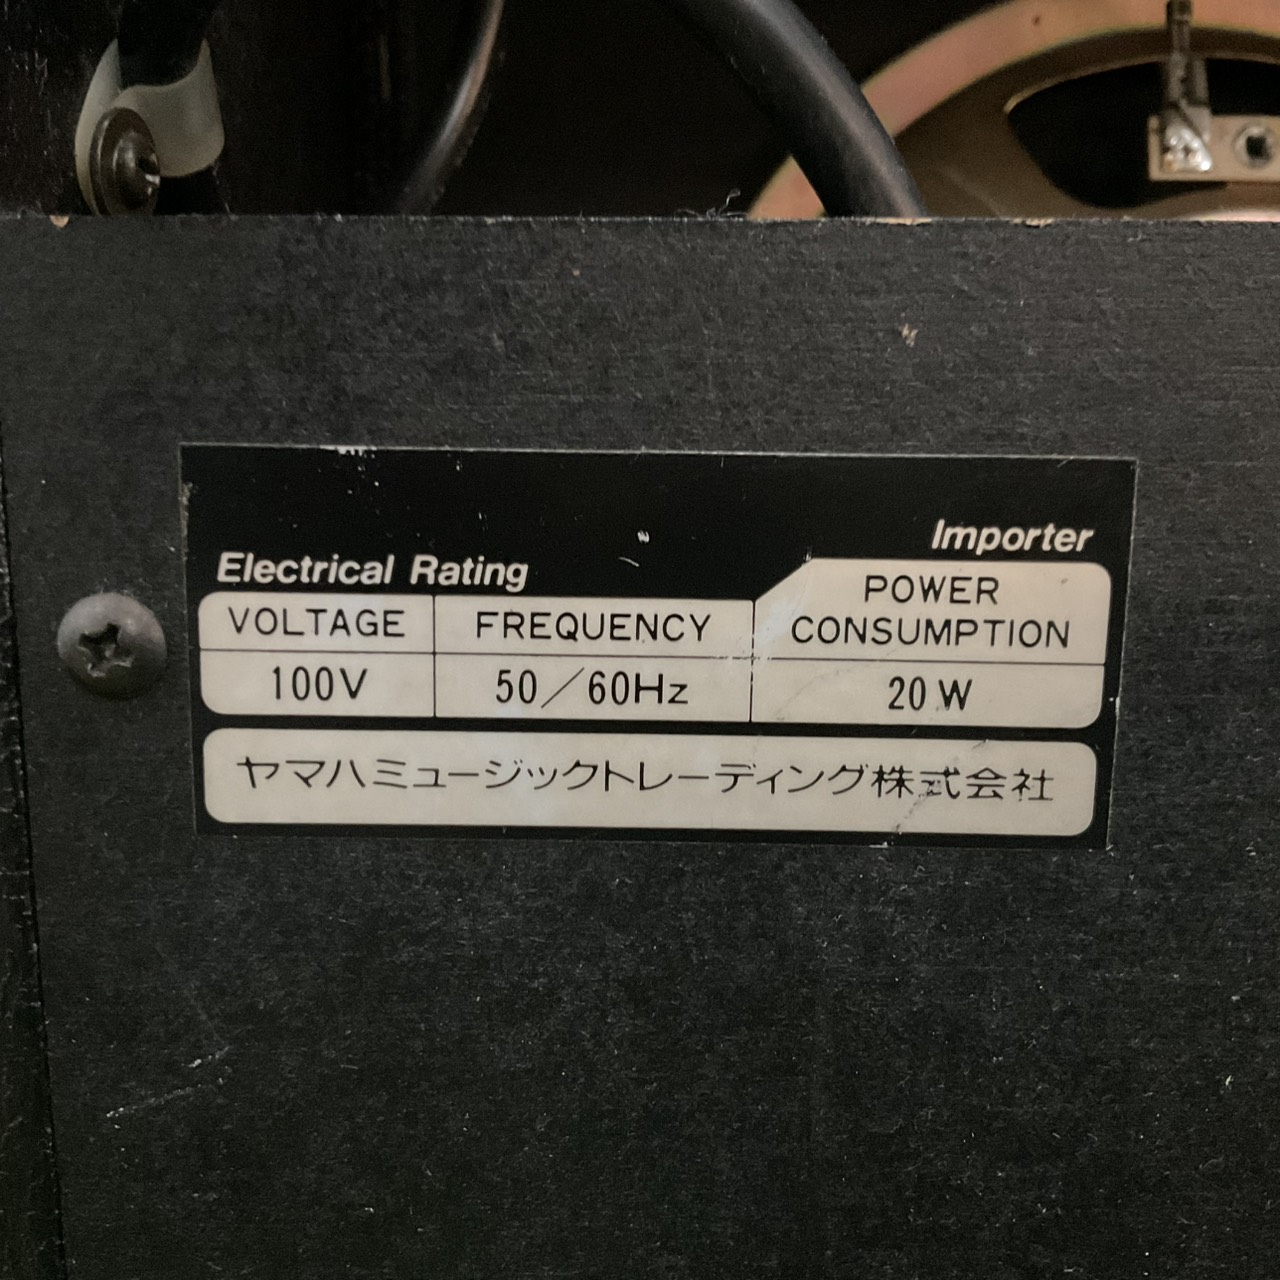 Importer
Electrical Rating
VOLTAGE FREQUENCY POWER CONSUMPTION
100V 50/60Hz 20W
ヤマハミュージックトレーディング株式会社